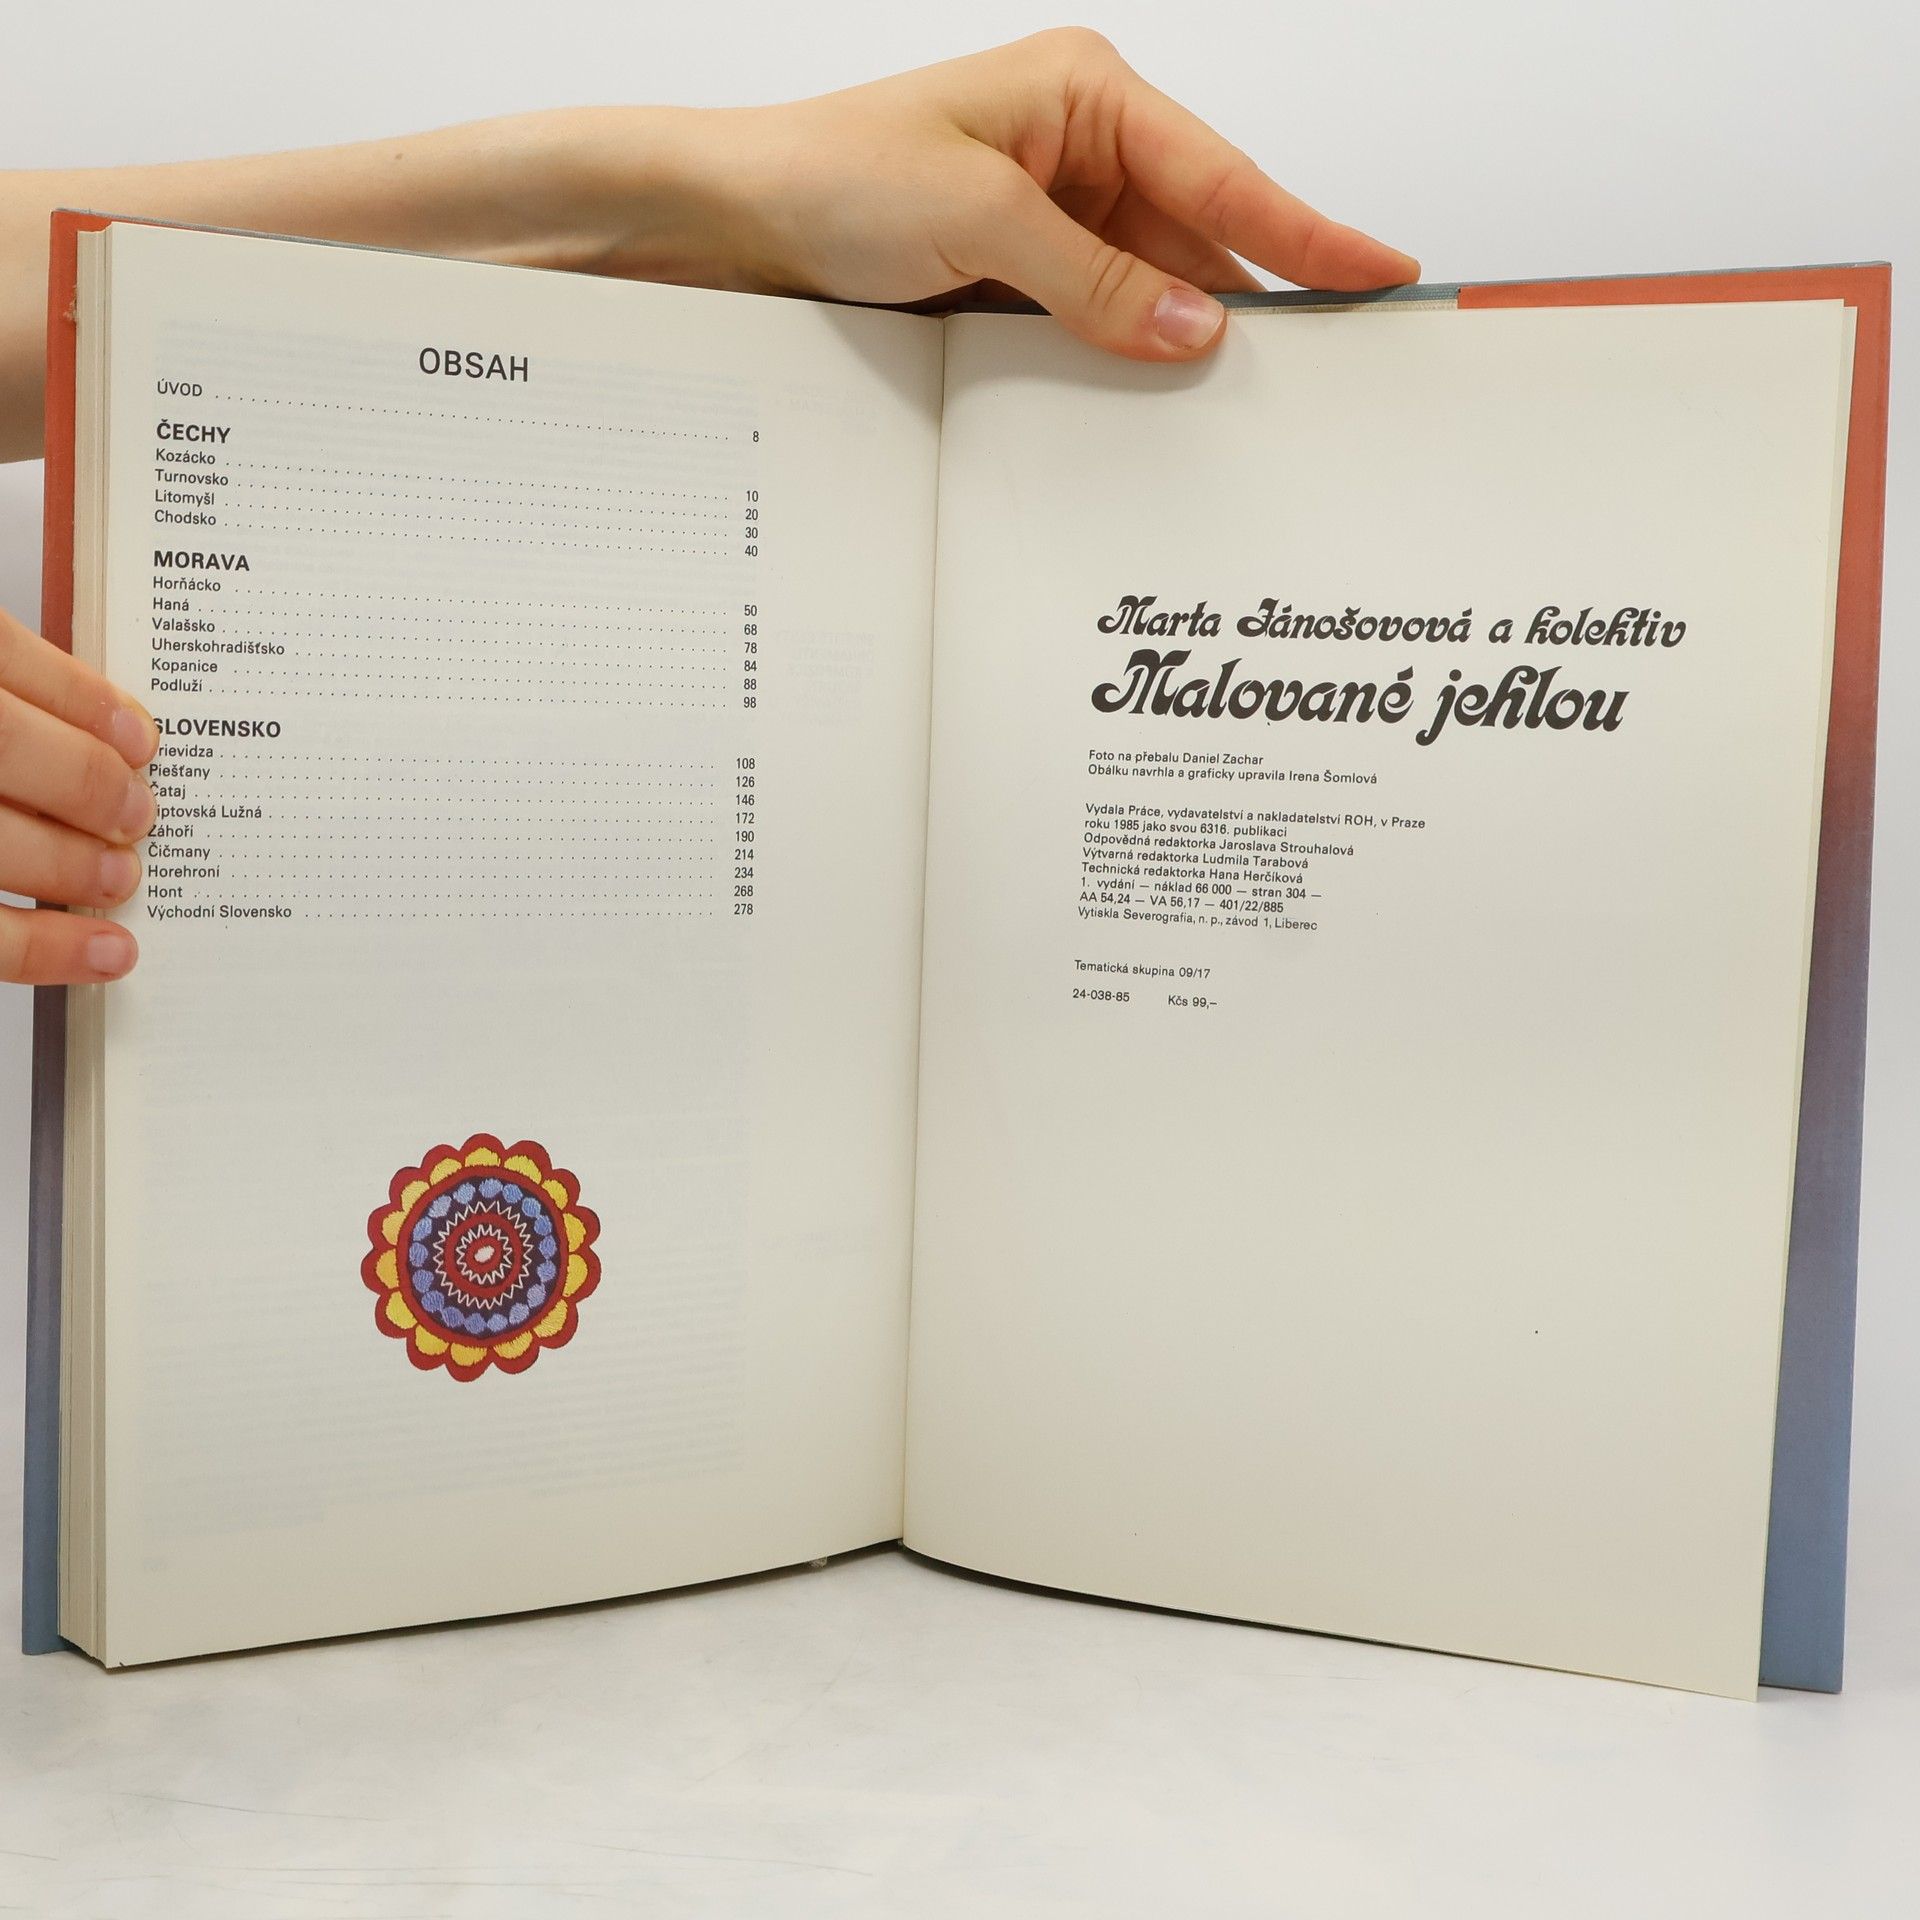 OBSAH
ÚVOD . . . . . . . . . . 8
ČECHY
Kozácko . . . . . . . . . . 10
Turnovsko . . . . . . . . . . 20
Litomyšl . . . . . . . . . . 30
Chodsko . . . . . . . . . . 40
MORAVA
Horňácko . . . . . . . . . . 50
Haná . . . . . . . . . . 68
Valašsko . . . . . . . . . . 78
Uherskohradišťsko . . . . . . . . . . 84
Kopanice . . . . . . . . . . 88
Podluží . . . . . . . . . . 98
SLOVENSKO
rievidza . . . . . . . . . . 108
Piešťany . . . . . . . . . . 126
Čataj . . . . . . . . . . 146
iptovská Lužná . . . . . . . . . . 172
Záhoří . . . . . . . . . . 190
Čičmany . . . . . . . . . . 214
Horehroní . . . . . . . . . . 234
Hont . . . . . . . . . . 268
Východní Slovensko . . . . . . . . . . 278
Marta Jánošovová a kolektiv
Malované jehlou
Foto na přebalu Daniel Zachar
Obálku navrhla a graficky upravila Irena Šomlová
Vydala Práce, vydavatelství a nakladatelství ROH, v Praze
roku 1985 jako svou 6316. publikaci
Odpovědná redaktorka Jaroslava Strouhalová
Výtvarná redaktorka Ludmila Tarabová
Technická redaktorka Hana Herčíková
1. vydání — náklad 66 000 — stran 304 —
AA 54,24 — VA 56,17 — 401/22/885
Vytiskla Severografia, n. p., závod 1, Liberec
Tematická skupina 09/17
24-038-85 Kčs 99,–